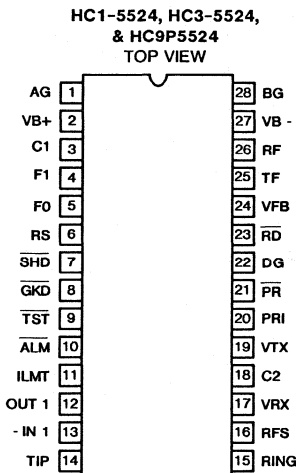 HC1-5524, HC3-5524,
& HC9P5524
TOP VIEW
AG 1 28 BG
VB+ 2 27 VB -
C1 3 26 RF
F1 4 25 TF
F0 5 24 VFB
RS 6 23 RD
SHD 7 22 DG
GKD 8 21 PR
TST 9 20 PRI
ALM 10 19 VTX
ILMT 11 18 C2
OUT 1 12 17 VRX
- IN 1 13 16 RFS
TIP 14 15 RING